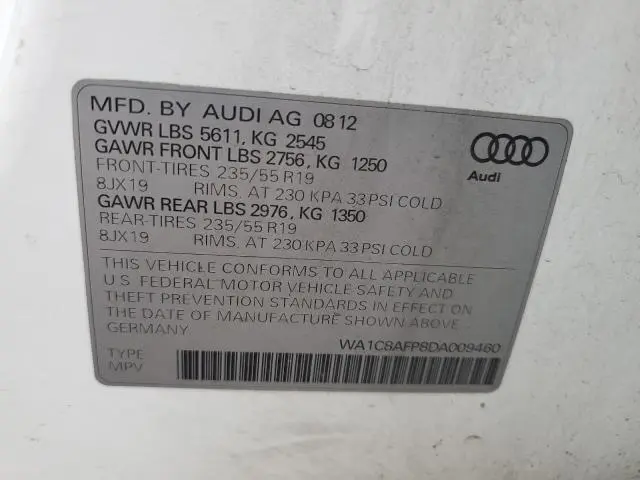 MFD. BY AUDI AG 08 12
GVWR LBS 5611, KG 2545
GAWR FRONT LBS 2756, KG 1250
FRONT-TIRES 235/55 R19
8JX19 RIMS. AT 230 KPA 33 PSI COLD
GAWR REAR LBS 2976, KG 1350
REAR-TIRES 235/55 R19
8JX19 RIMS. AT 230 KPA 33 PSI COLD
Audi
THIS VEHICLE CONFORMS TO ALL APPLICABLE
U.S. FEDERAL MOTOR VEHICLE SAFETY AND
THEFT PREVENTION STANDARDS IN EFFECT ON
THE DATE OF MANUFACTURE SHOWN ABOVE.
GERMANY
WA1C8AFP8DA009460
TYPE
MPV